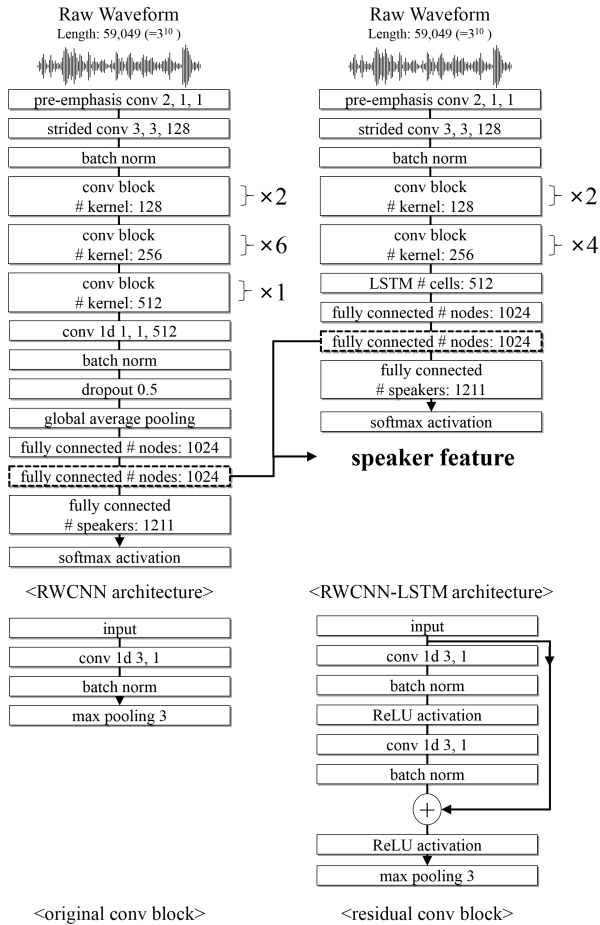 Raw Waveform
Length: 59,049 (=3¹⁰ )
pre-emphasis conv 2, 1, 1
strided conv 3, 3, 128
batch norm
conv block
# kernel: 128
×2
conv block
# kernel: 256
×6
conv block
# kernel: 512
×1
conv 1d 1, 1, 512
batch norm
dropout 0.5
global average pooling
fully connected # nodes: 1024
fully connected # nodes: 1024
fully connected
# speakers: 1211
softmax activation
<RWCNN architecture>
Raw Waveform
Length: 59,049 (=3¹⁰ )
pre-emphasis conv 2, 1, 1
strided conv 3, 3, 128
batch norm
conv block
# kernel: 128
×2
conv block
# kernel: 256
×4
LSTM # cells: 512
fully connected # nodes: 1024
fully connected # nodes: 1024
fully connected
# speakers: 1211
softmax activation
speaker feature
<RWCNN-LSTM architecture>
input
conv 1d 3, 1
batch norm
max pooling 3
<original conv block>
input
conv 1d 3, 1
batch norm
ReLU activation
conv 1d 3, 1
batch norm
+
ReLU activation
max pooling 3
<residual conv block>